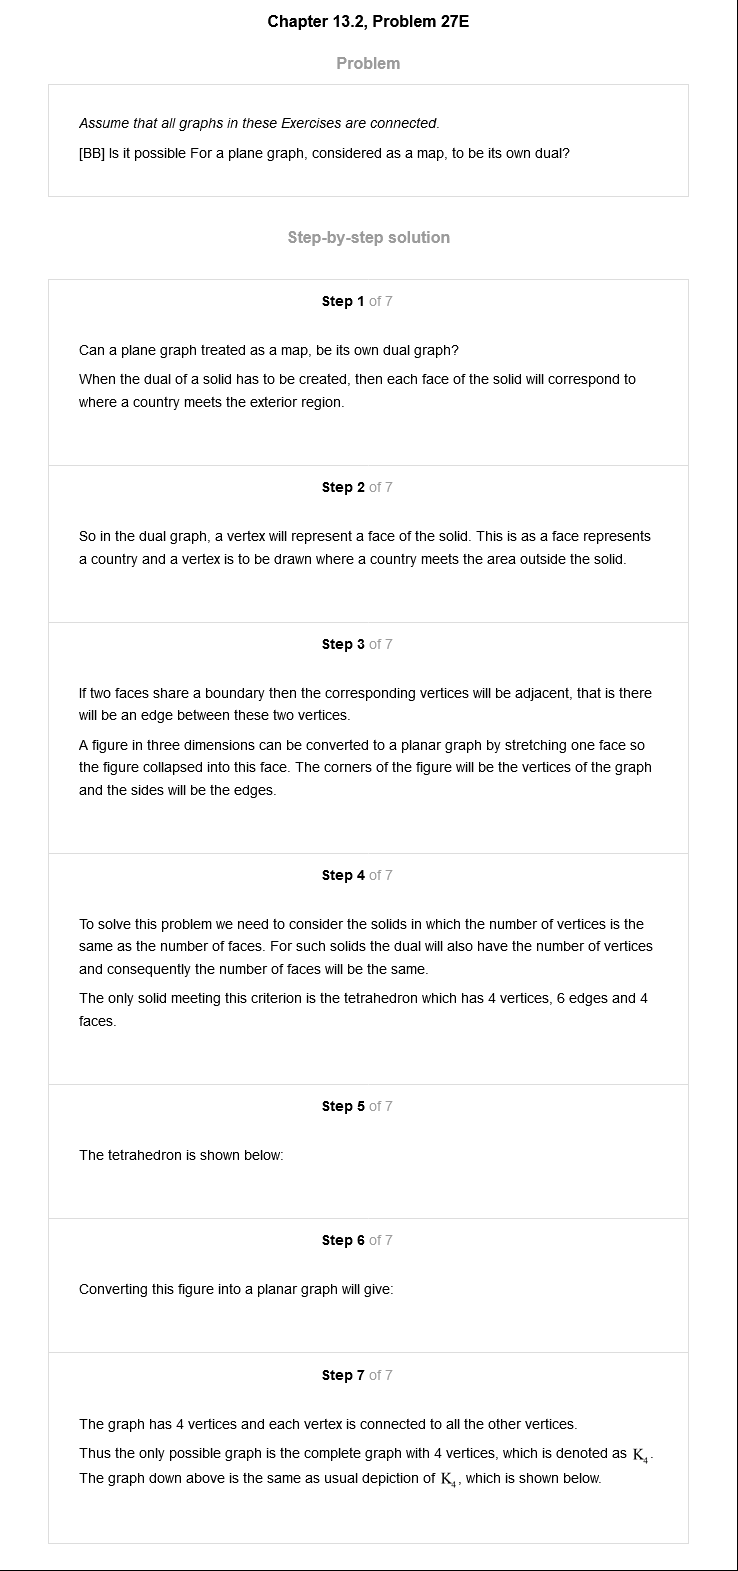 Chapter 13.2, Problem 27E
Problem
Assume that all graphs in these Exercises are connected.
[BB] Is it possible For a plane graph, considered as a map, to be its own dual?
Step-by-step solution
Step 1 of 7
Can a plane graph treated as a map, be its own dual graph?
When the dual of a solid has to be created, then each face of the solid will correspond to
where a country meets the exterior region.
Step 2 of 7
So in the dual graph, a vertex will represent a face of the solid. This is as a face represents
a country and a vertex is to be drawn where a country meets the area outside the solid.
Step 3 of 7
If two faces share a boundary then the corresponding vertices will be adjacent, that is there
will be an edge between these two vertices.
A figure in three dimensions can be converted to a planar graph by stretching one face so
the figure collapsed into this face. The corners of the figure will be the vertices of the graph
and the sides will be the edges.
Step 4 of 7
To solve this problem we need to consider the solids in which the number of vertices is the
same as the number of faces. For such solids the dual will also have the number of vertices
and consequently the number of faces will be the same.
The only solid meeting this criterion is the tetrahedron which has 4 vertices, 6 edges and 4
faces.
Step 5 of 7
The tetrahedron is shown below:
Step 6 of 7
Converting this figure into a planar graph will give:
Step 7 of 7
The graph has 4 vertices and each vertex is connected to all the other vertices.
Thus the only possible graph is the complete graph with 4 vertices, which is denoted as K₄.
The graph down above is the same as usual depiction of K₄, which is shown below.